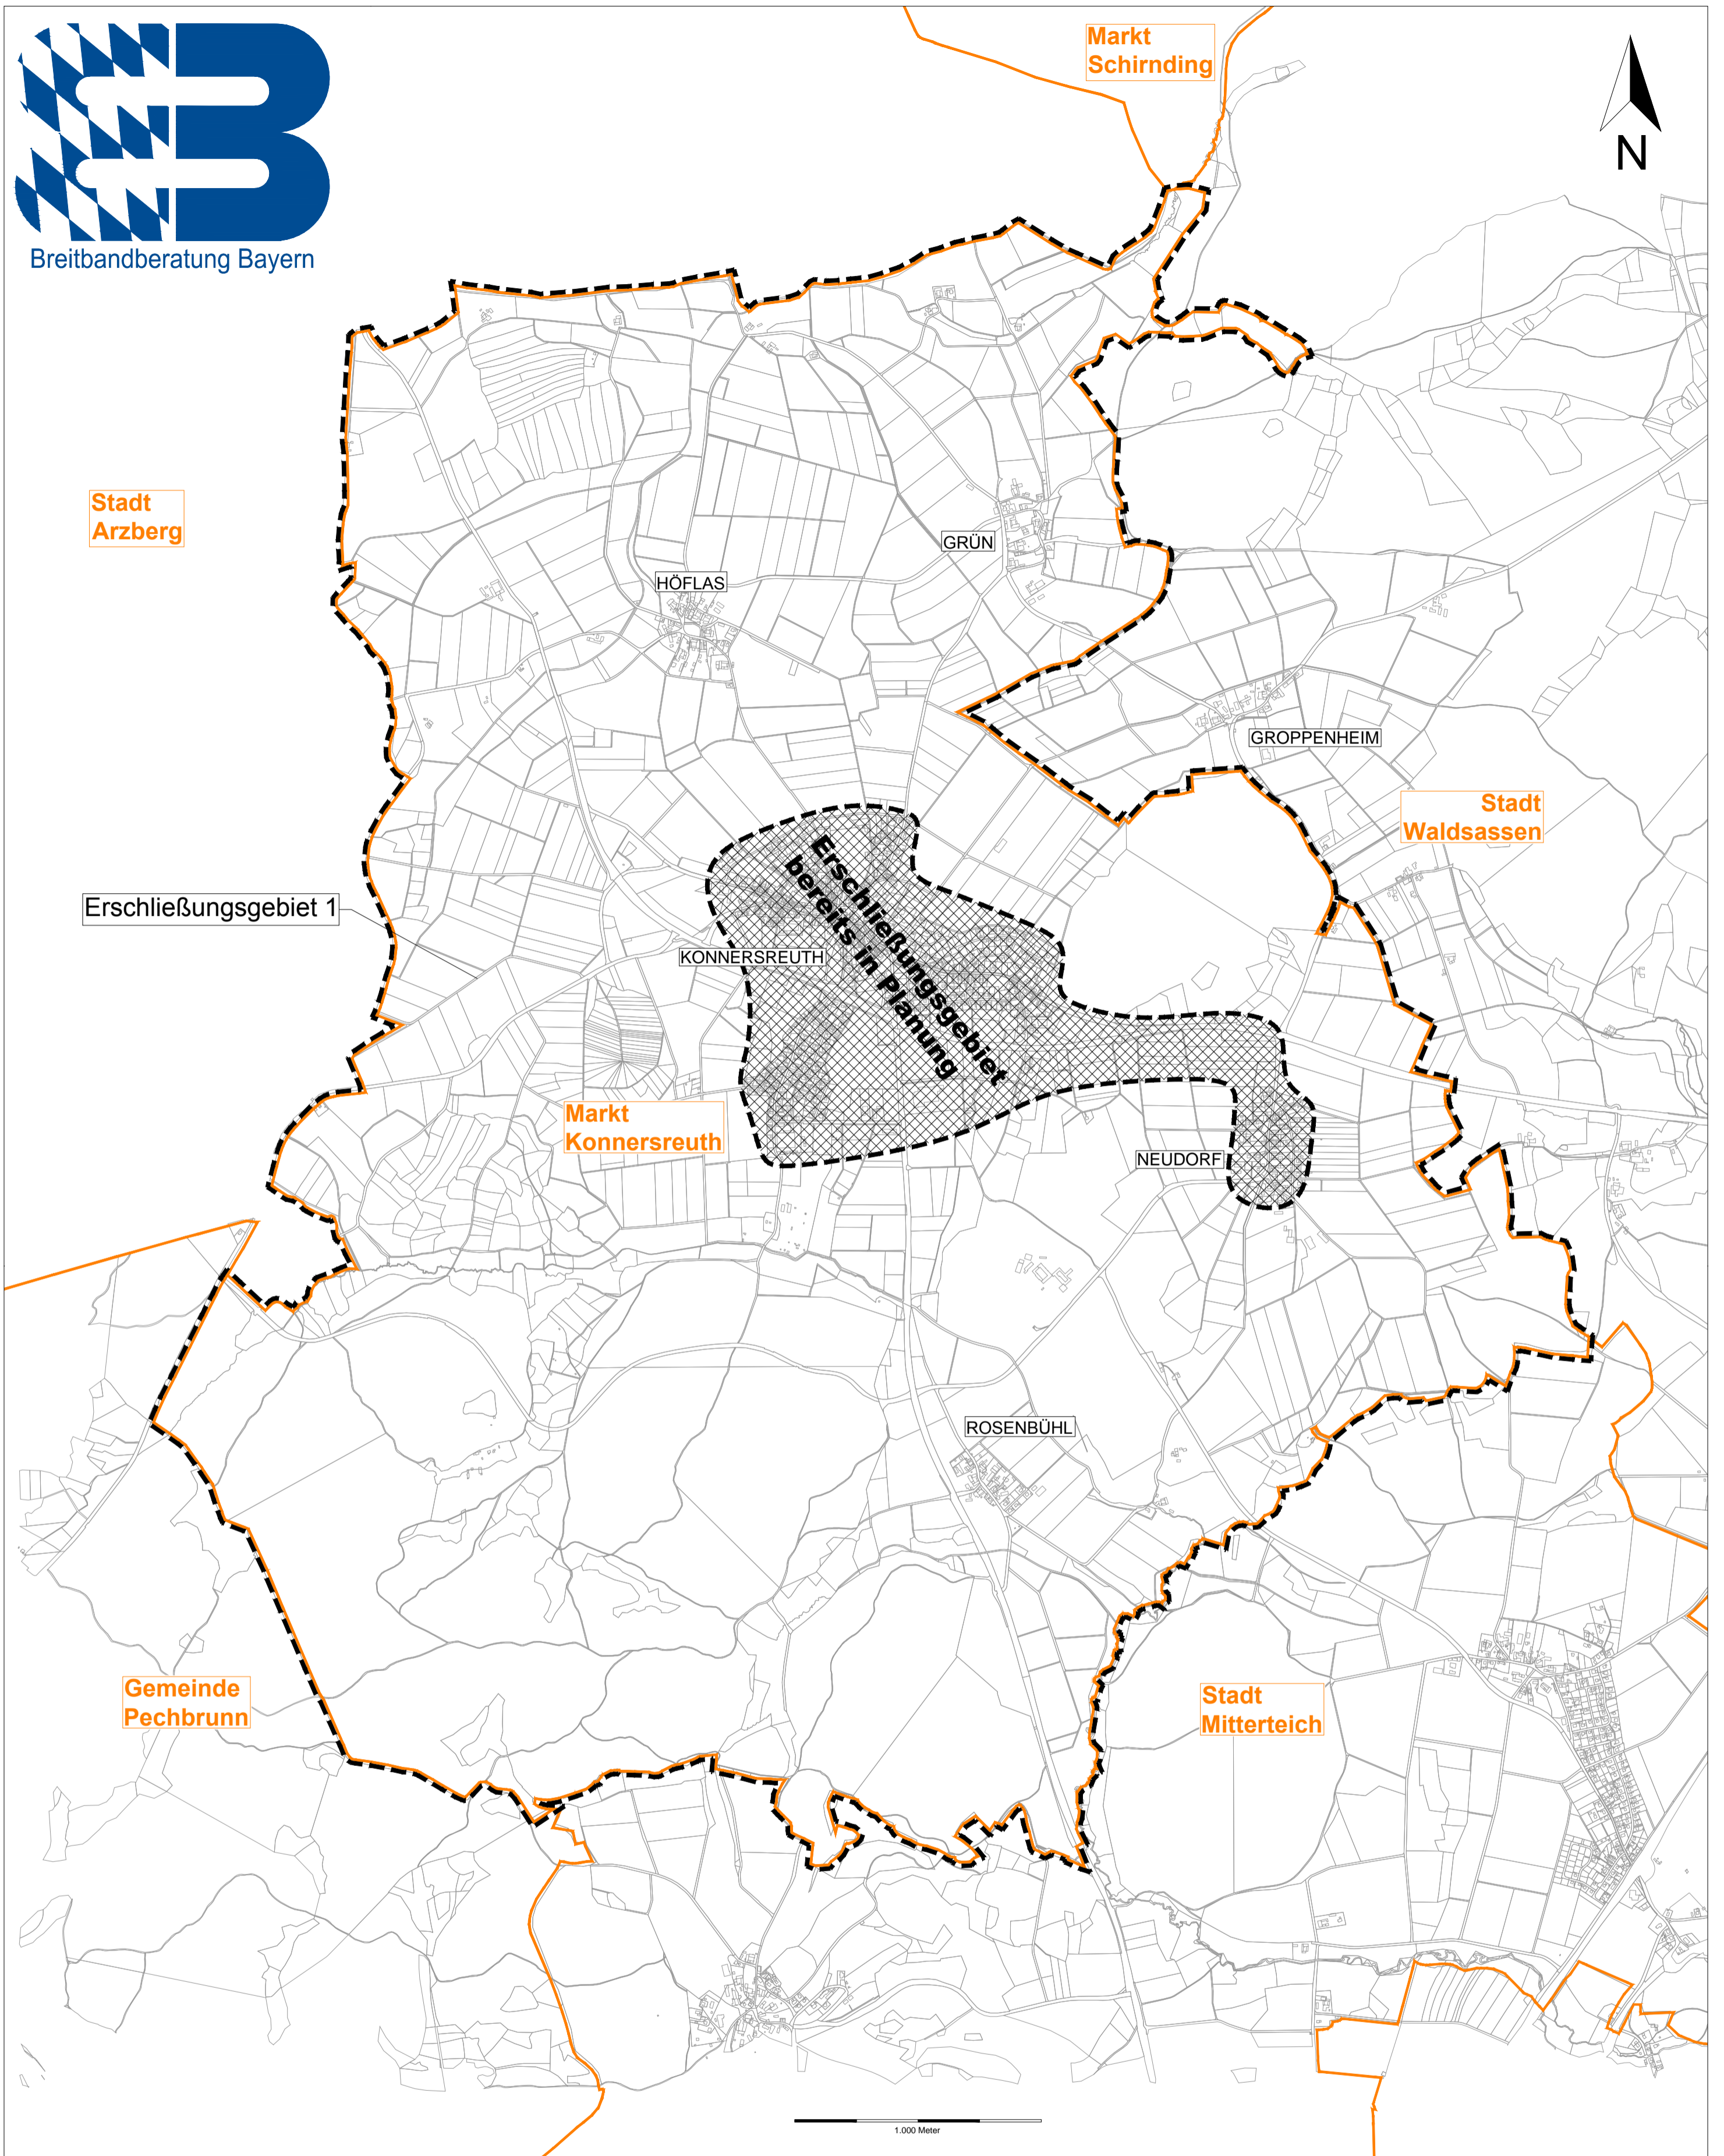 Breitbandberatung Bayern
Markt
Schirnding
N
Stadt
Arzberg
GRÜN
HÖFLAS
GROPPENHEIM
Stadt
Waldsassen
Erschließungsgebiet 1
Erschließungsgebiet
bereits in Planung
KONNERSREUTH
Markt
Konnersreuth
NEUDORF
ROSENBÜHL
Gemeinde
Pechbrunn
Stadt
Mitterteich
1.000 Meter